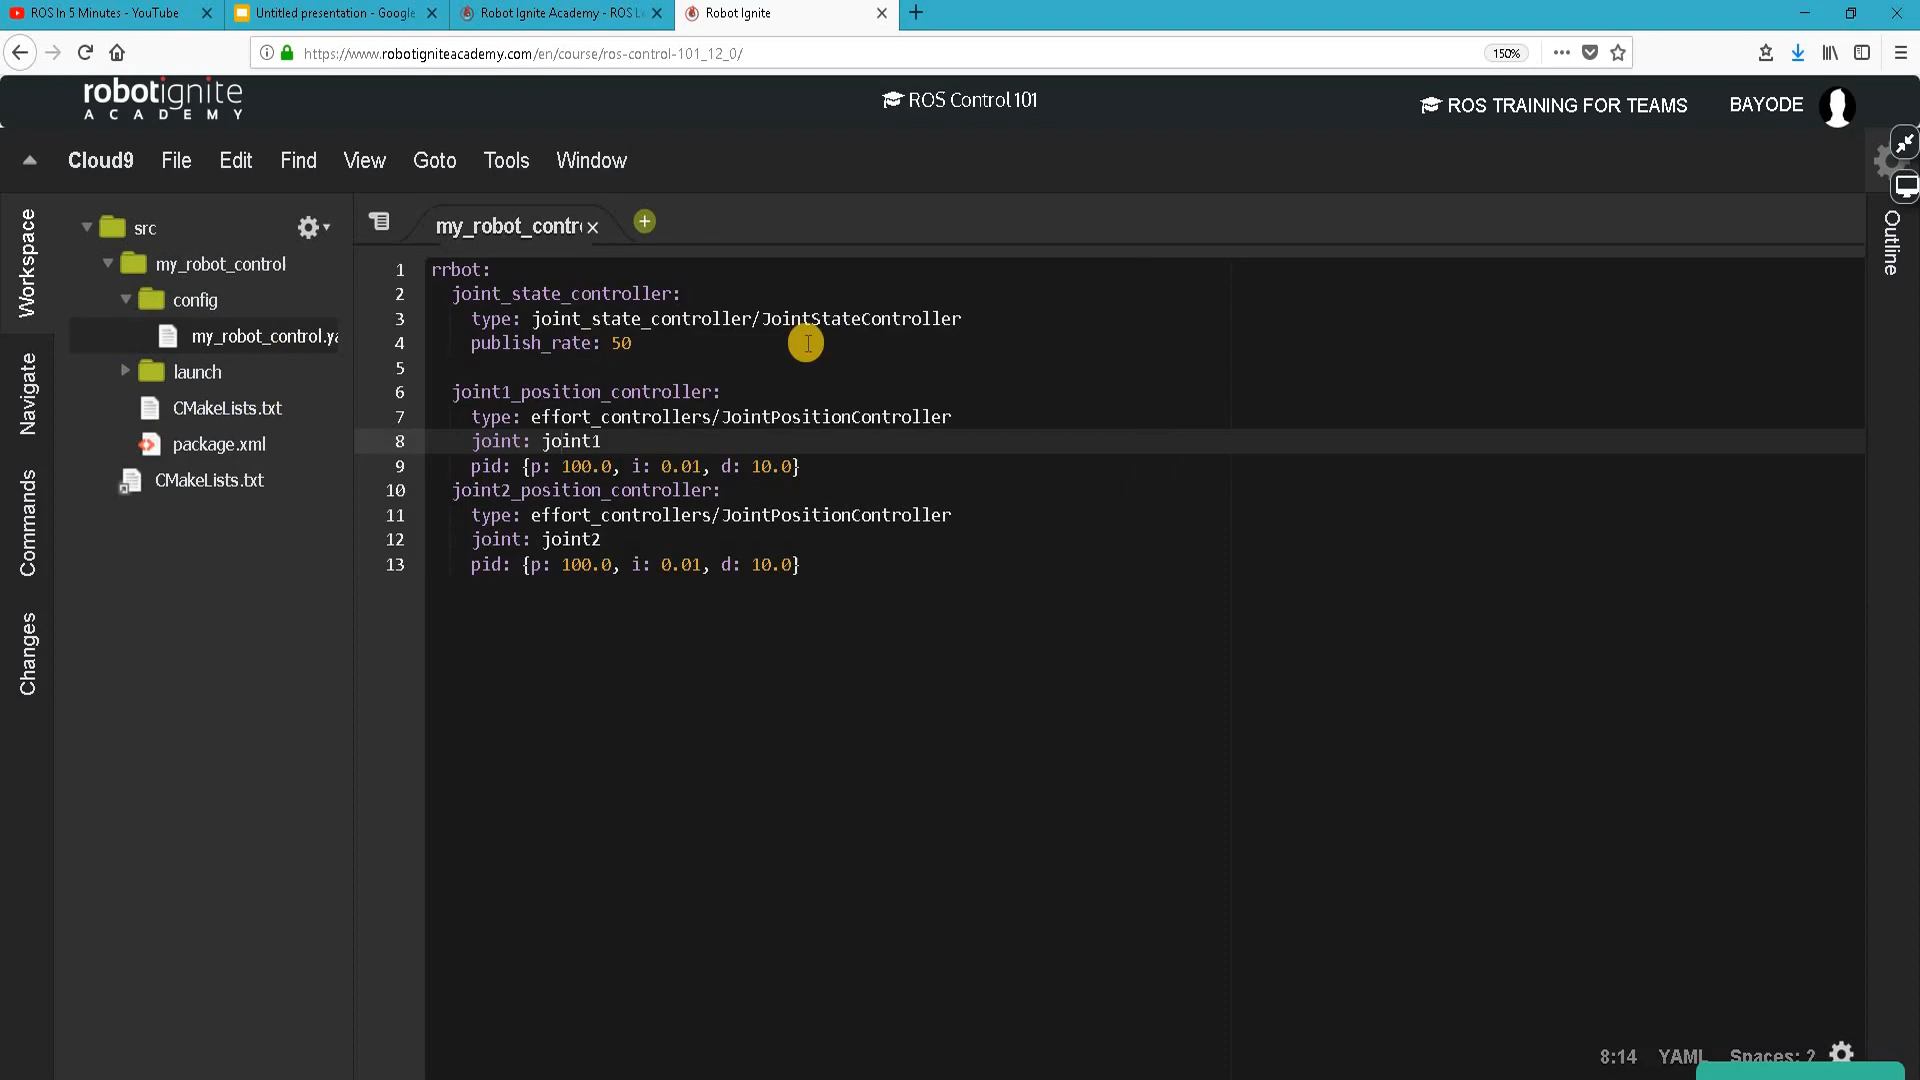 ROS In 5 Minutes - YouTube
Untitled presentation - Google
Robot Ignite Academy - ROS L
Robot Ignite
https://www.robotigniteacademy.com/en/course/ros-control-101_12_0/
150%
robotignite
ACADEMY
ROS Control 101
ROS TRAINING FOR TEAMS
BAYODE
Cloud9 File Edit Find View Goto Tools Window
Workspace
Navigate
Commands
Changes
src
my_robot_control
config
my_robot_control.ya
launch
CMakeLists.txt
package.xml
CMakeLists.txt
my_robot_contr
1 rrbot:
2 joint_state_controller:
3 type: joint_state_controller/JointStateController
4 publish_rate: 50
5
6 joint1_position_controller:
7 type: effort_controllers/JointPositionController
8 joint: joint1
9 pid: {p: 100.0, i: 0.01, d: 10.0}
10 joint2_position_controller:
11 type: effort_controllers/JointPositionController
12 joint: joint2
13 pid: {p: 100.0, i: 0.01, d: 10.0}
Outline
8:14 YAML Spaces: 2